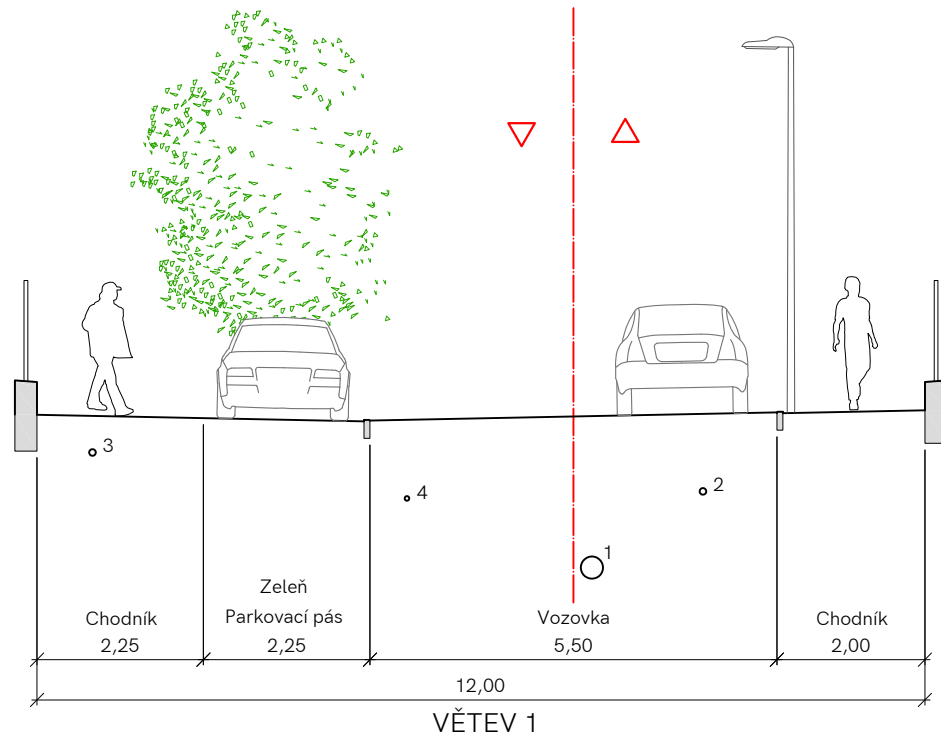 3
4
2
1
Zeleň
Chodník
Parkovací pás
Vozovka
Chodník
2,25
2,25
5,50
2,00
12,00
VĚTEV 1